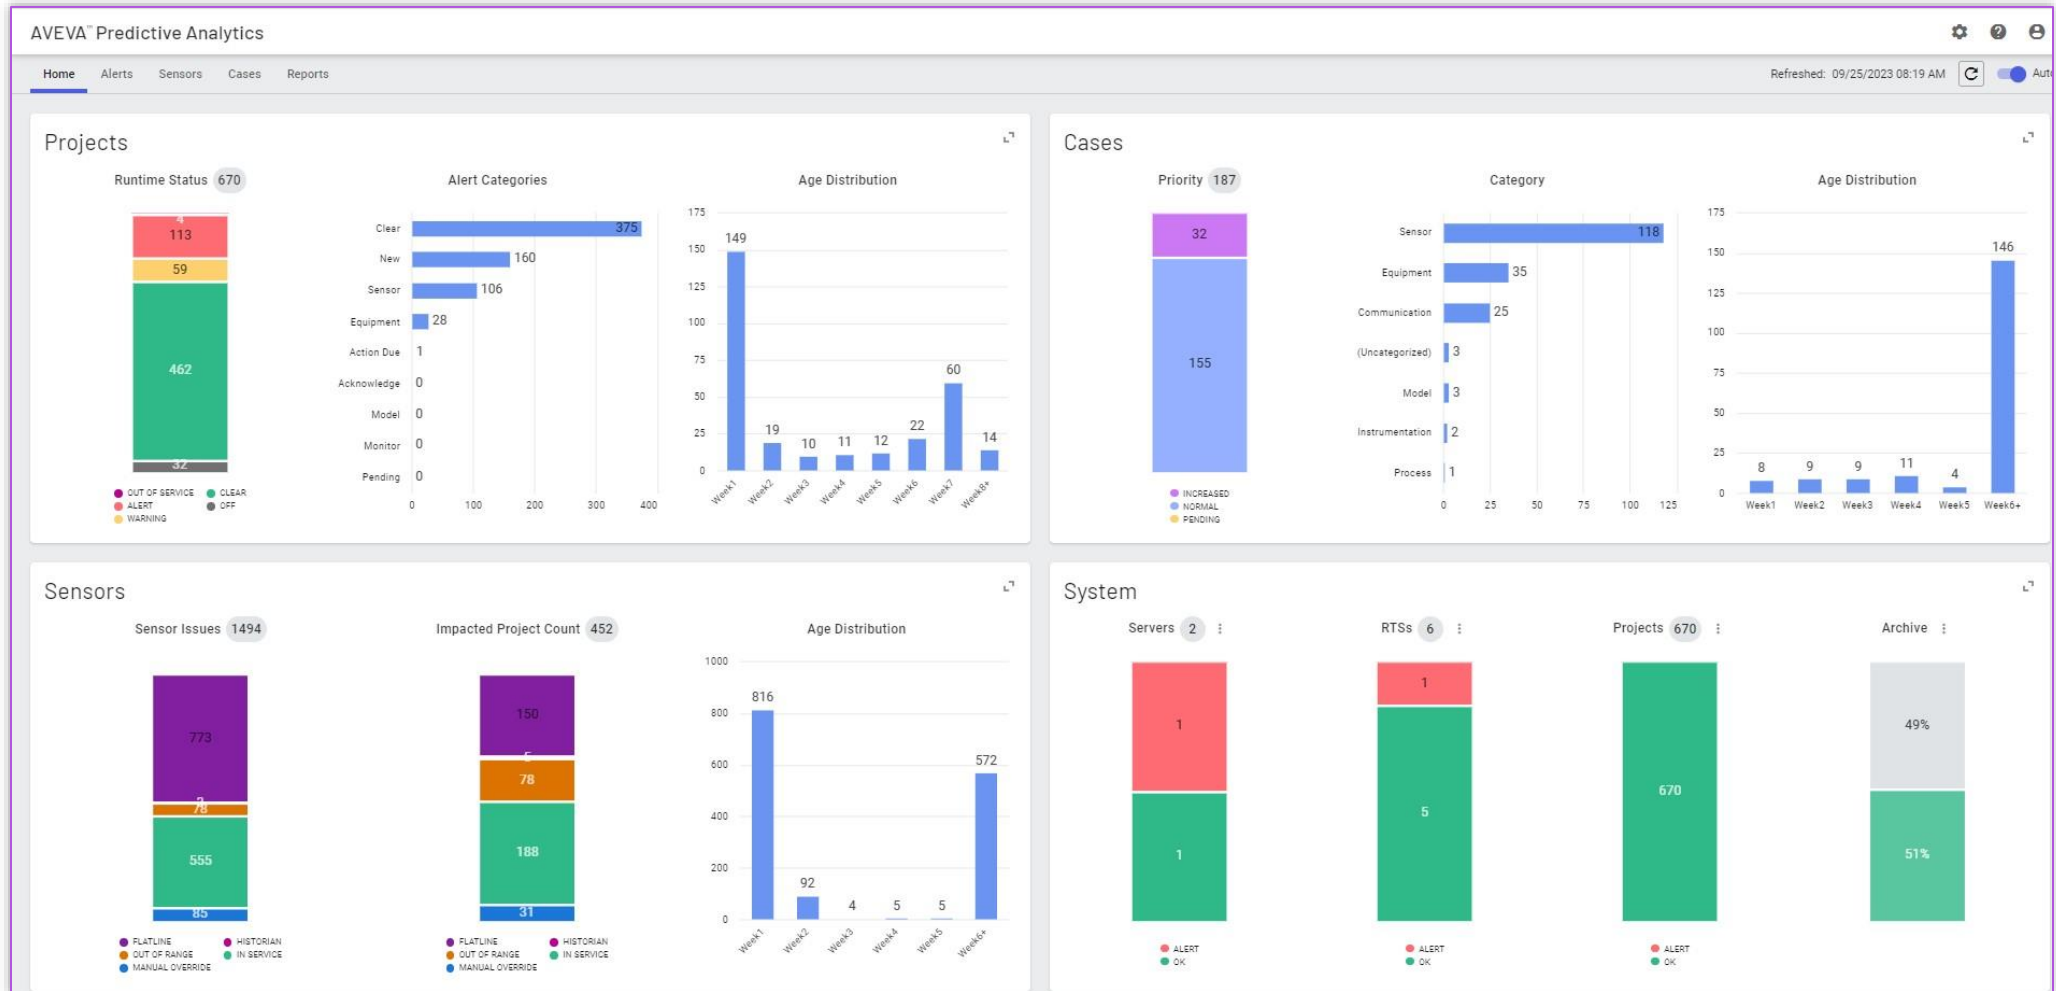 AVEVA™ Predictive Analytics
Home Alerts Sensors Cases Reports
Refreshed: 09/25/2023 08:19 AM
Projects
Runtime Status 670
4
113
59
462
32
OUT OF SERVICE CLEAR
ALERT OFF
WARNING
Alert Categories
Clear 375
New 160
Sensor 106
Equipment 28
Action Due 1
Acknowledge 0
Model 0
Monitor 0
Pending 0
0 100 200 300 400
Age Distribution
175
150
125
100
75
50
25
0
149 19 10 11 12 22 60 14
Week1 Week2 Week3 Week4 Week5 Week6 Week7 Week8+
Cases
Priority 187
32
155
INCREASED
NORMAL
PENDING
Category
Sensor 118
Equipment 35
Communication 25
(Uncategorized) 3
Model 3
Instrumentation 2
Process 1
0 25 50 75 100 125
Age Distribution
175
150
125
100
75
50
25
0
8 9 9 11 4 146
Week1 Week2 Week3 Week4 Week5 Week6+
Sensors
Sensor Issues 1494
773
78
555
85
FLATLINE HISTORIAN
OUT OF RANGE IN SERVICE
MANUAL OVERRIDE
Impacted Project Count 452
150
5
78
188
31
FLATLINE HISTORIAN
OUT OF RANGE IN SERVICE
MANUAL OVERRIDE
Age Distribution
1000
800
600
400
200
0
816 92 4 5 5 572
Week1 Week2 Week3 Week4 Week5 Week6+
System
Servers 2
1
1
ALERT
OK
RTSs 6
1
5
ALERT
OK
Projects 670
670
ALERT
OK
Archive
49%
51%